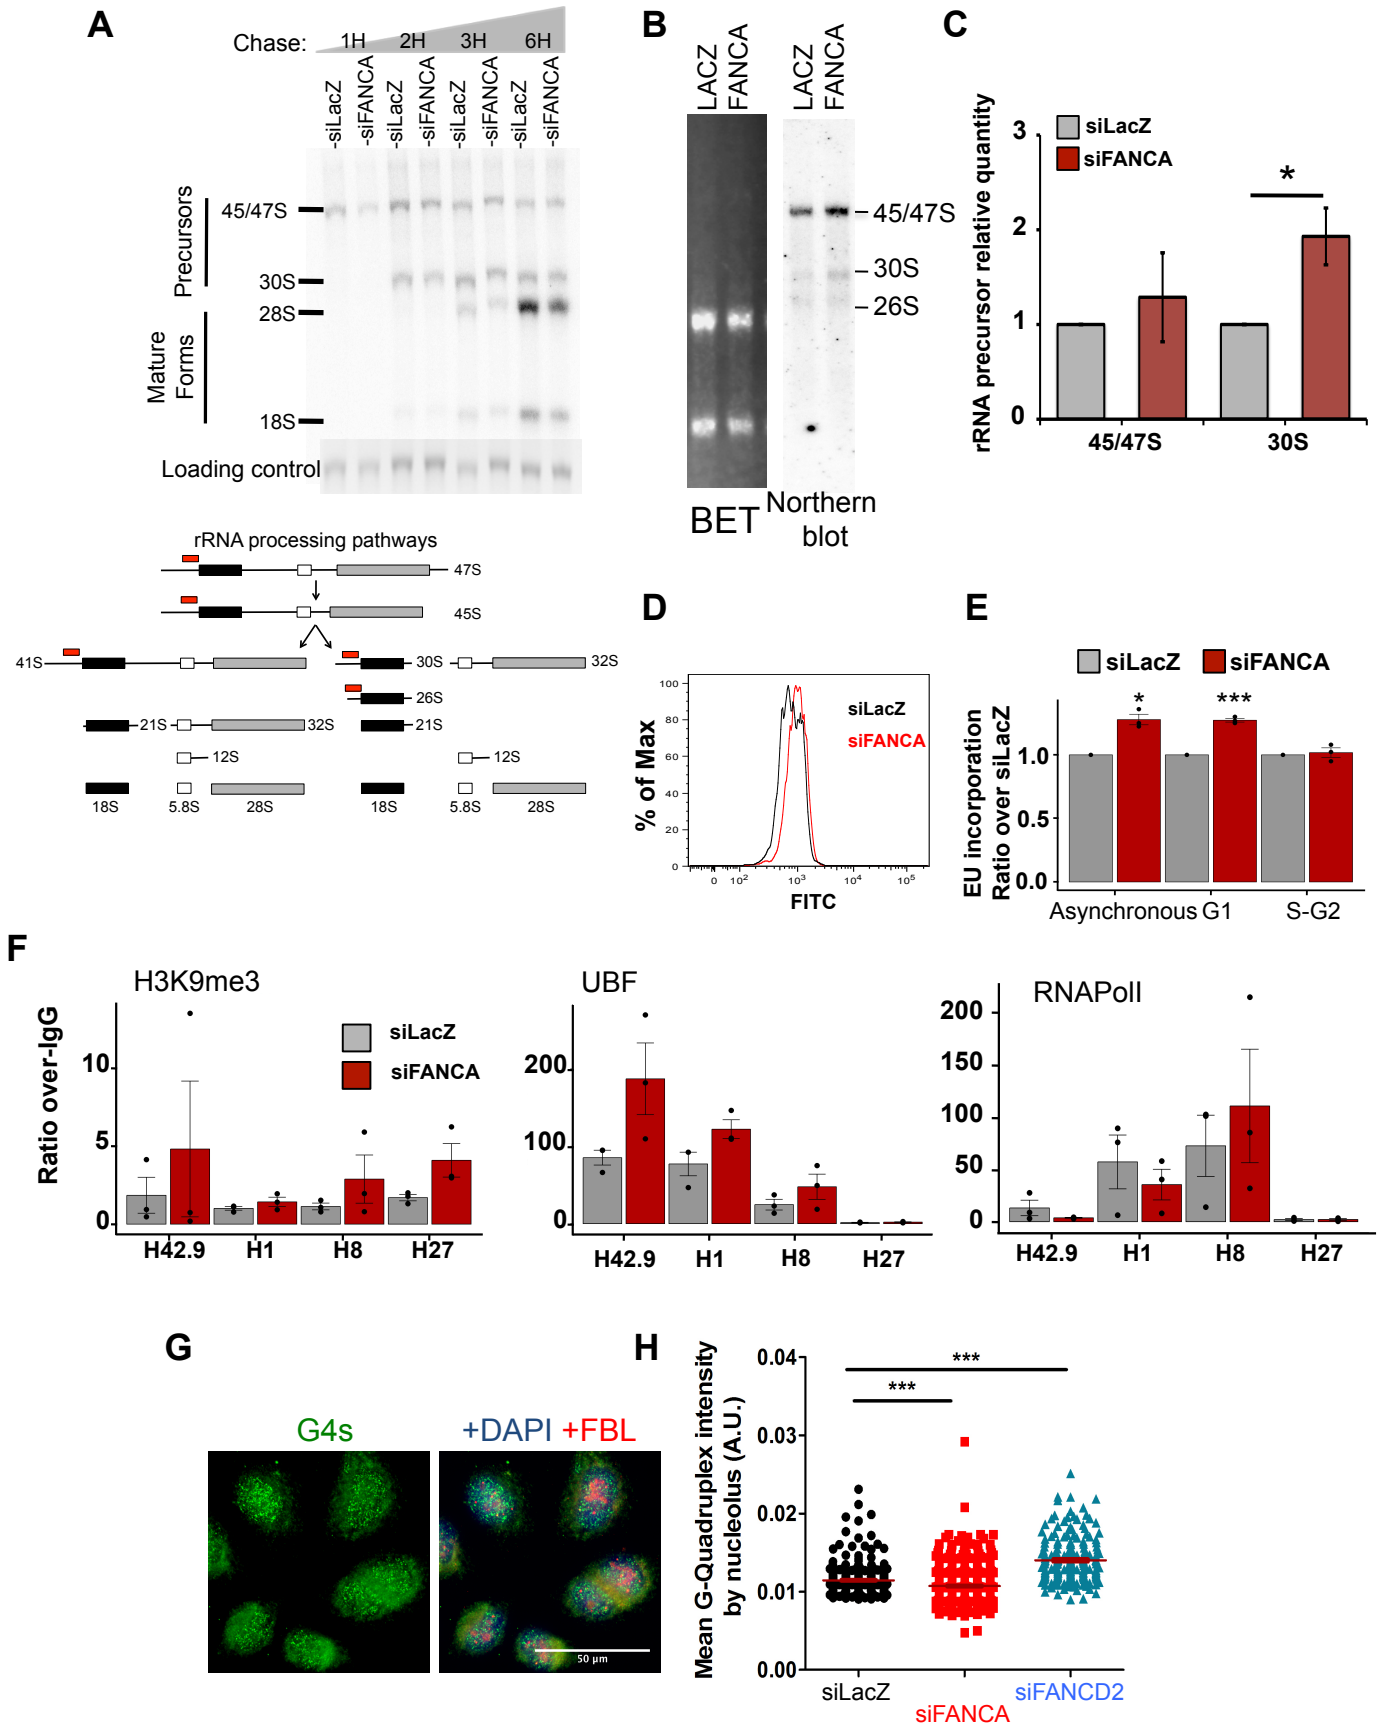 A
Chase: 1H 2H 3H 6H
-siLacZ
-siFANCA
-siLacZ
-siFANCA
-siLacZ
-siFANCA
-siLacZ
-siFANCA
Precursors
45/47S
30S
Mature
Forms
28S
18S
Loading control
rRNA processing pathways
47S
45S
41S
30S
32S
26S
21S
32S
21S
12S
12S
18S
5.8S
28S
18S
5.8S
28S
B
LACZ
FANCA
LACZ
FANCA
45/47S
30S
26S
BET
Northern
blot
C
rRNA precursor relative quantity
3
2
1
0
siLacZ
siFANCA
*
45/47S
30S
D
% of Max
100
80
60
40
20
0
siLacZ
siFANCA
0 10² 10³ 10⁴ 10⁵
FITC
E
siLacZ siFANCA
EU incorporation
Ratio over siLacZ
1.0
0.5
0.0
* ***
Asynchronous G1 S-G2
F
H3K9me3
Ratio over-IgG
10
5
0
siLacZ
siFANCA
H42.9 H1 H8 H27
UBF
200
100
0
H42.9 H1 H8 H27
RNAPolI
200
150
100
50
0
H42.9 H1 H8 H27
G
G4s
+DAPI +FBL
50 µm
H
Mean G-Quadruplex intensity
by nucleolus (A.U.)
0.04
0.03
0.02
0.01
0.00
***
***
siLacZ
siFANCA
siFANCD2